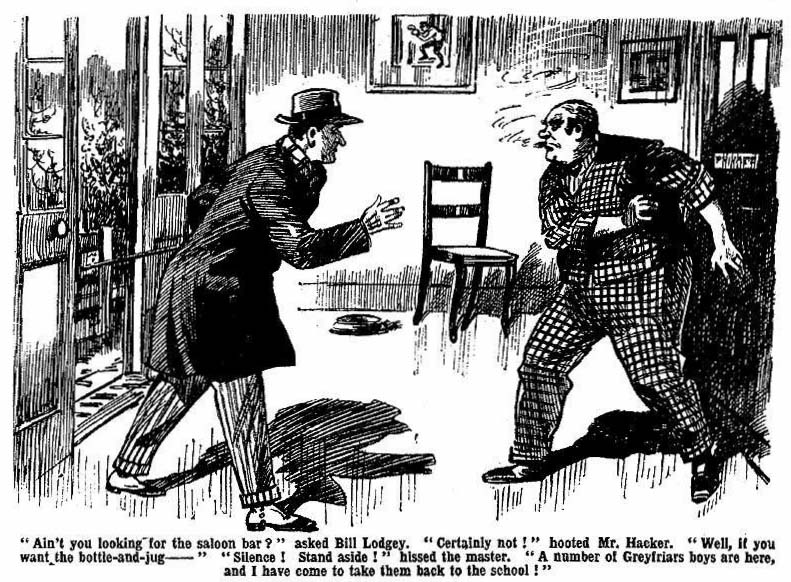 "Ain't you looking for the saloon bar?" asked Bill Lodgey. "Certainly not!" hooted Mr. Hacker. "Well, if you
want the bottle-and-jug——" "Silence! Stand aside!" hissed the master. "A number of Greyfriars boys are here,
and I have come to take them back to the school!"